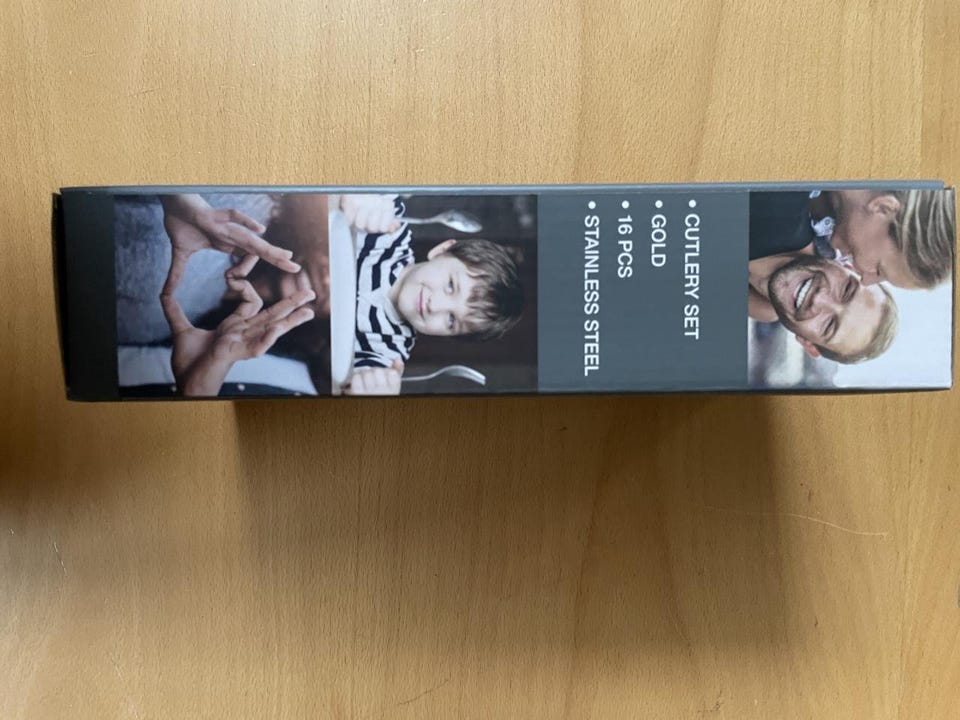 • CUTLERY SET
• GOLD
• 16 PCS
• STAINLESS STEEL